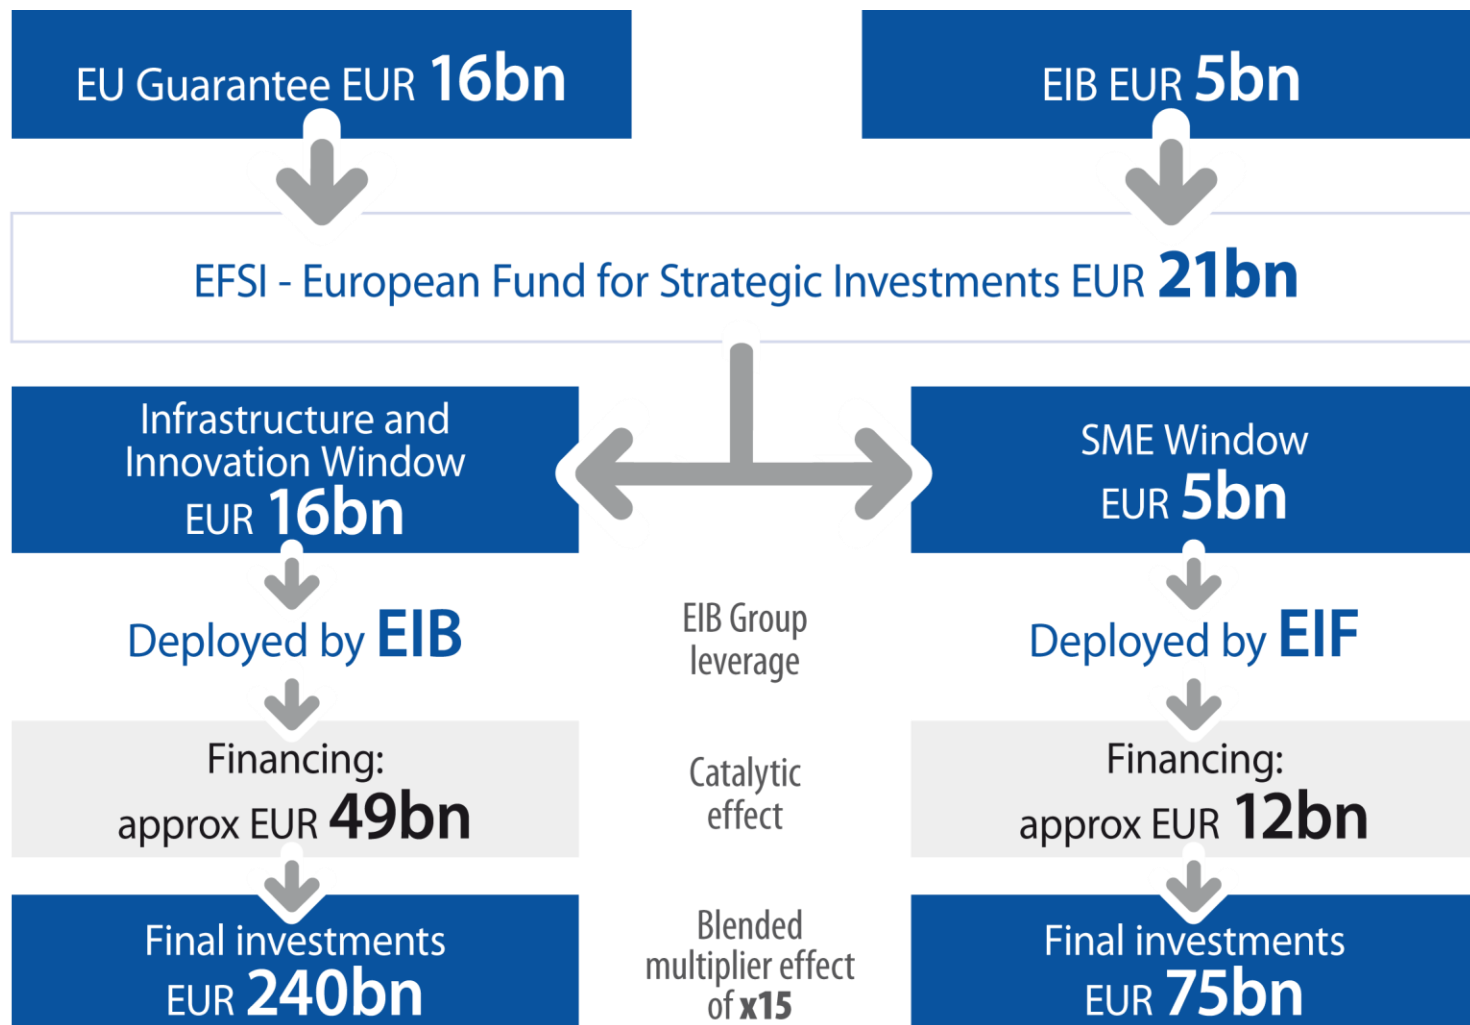 EU Guarantee EUR 16bn
EIB EUR 5bn
EFSI - European Fund for Strategic Investments EUR 21bn
Infrastructure and
Innovation Window
EUR 16bn
SME Window
EUR 5bn
Deployed by EIB
EIB Group
leverage
Deployed by EIF
Financing:
approx EUR 49bn
Catalytic
effect
Financing:
approx EUR 12bn
Final investments
EUR 240bn
Blended
multiplier effect
of x15
Final investments
EUR 75bn